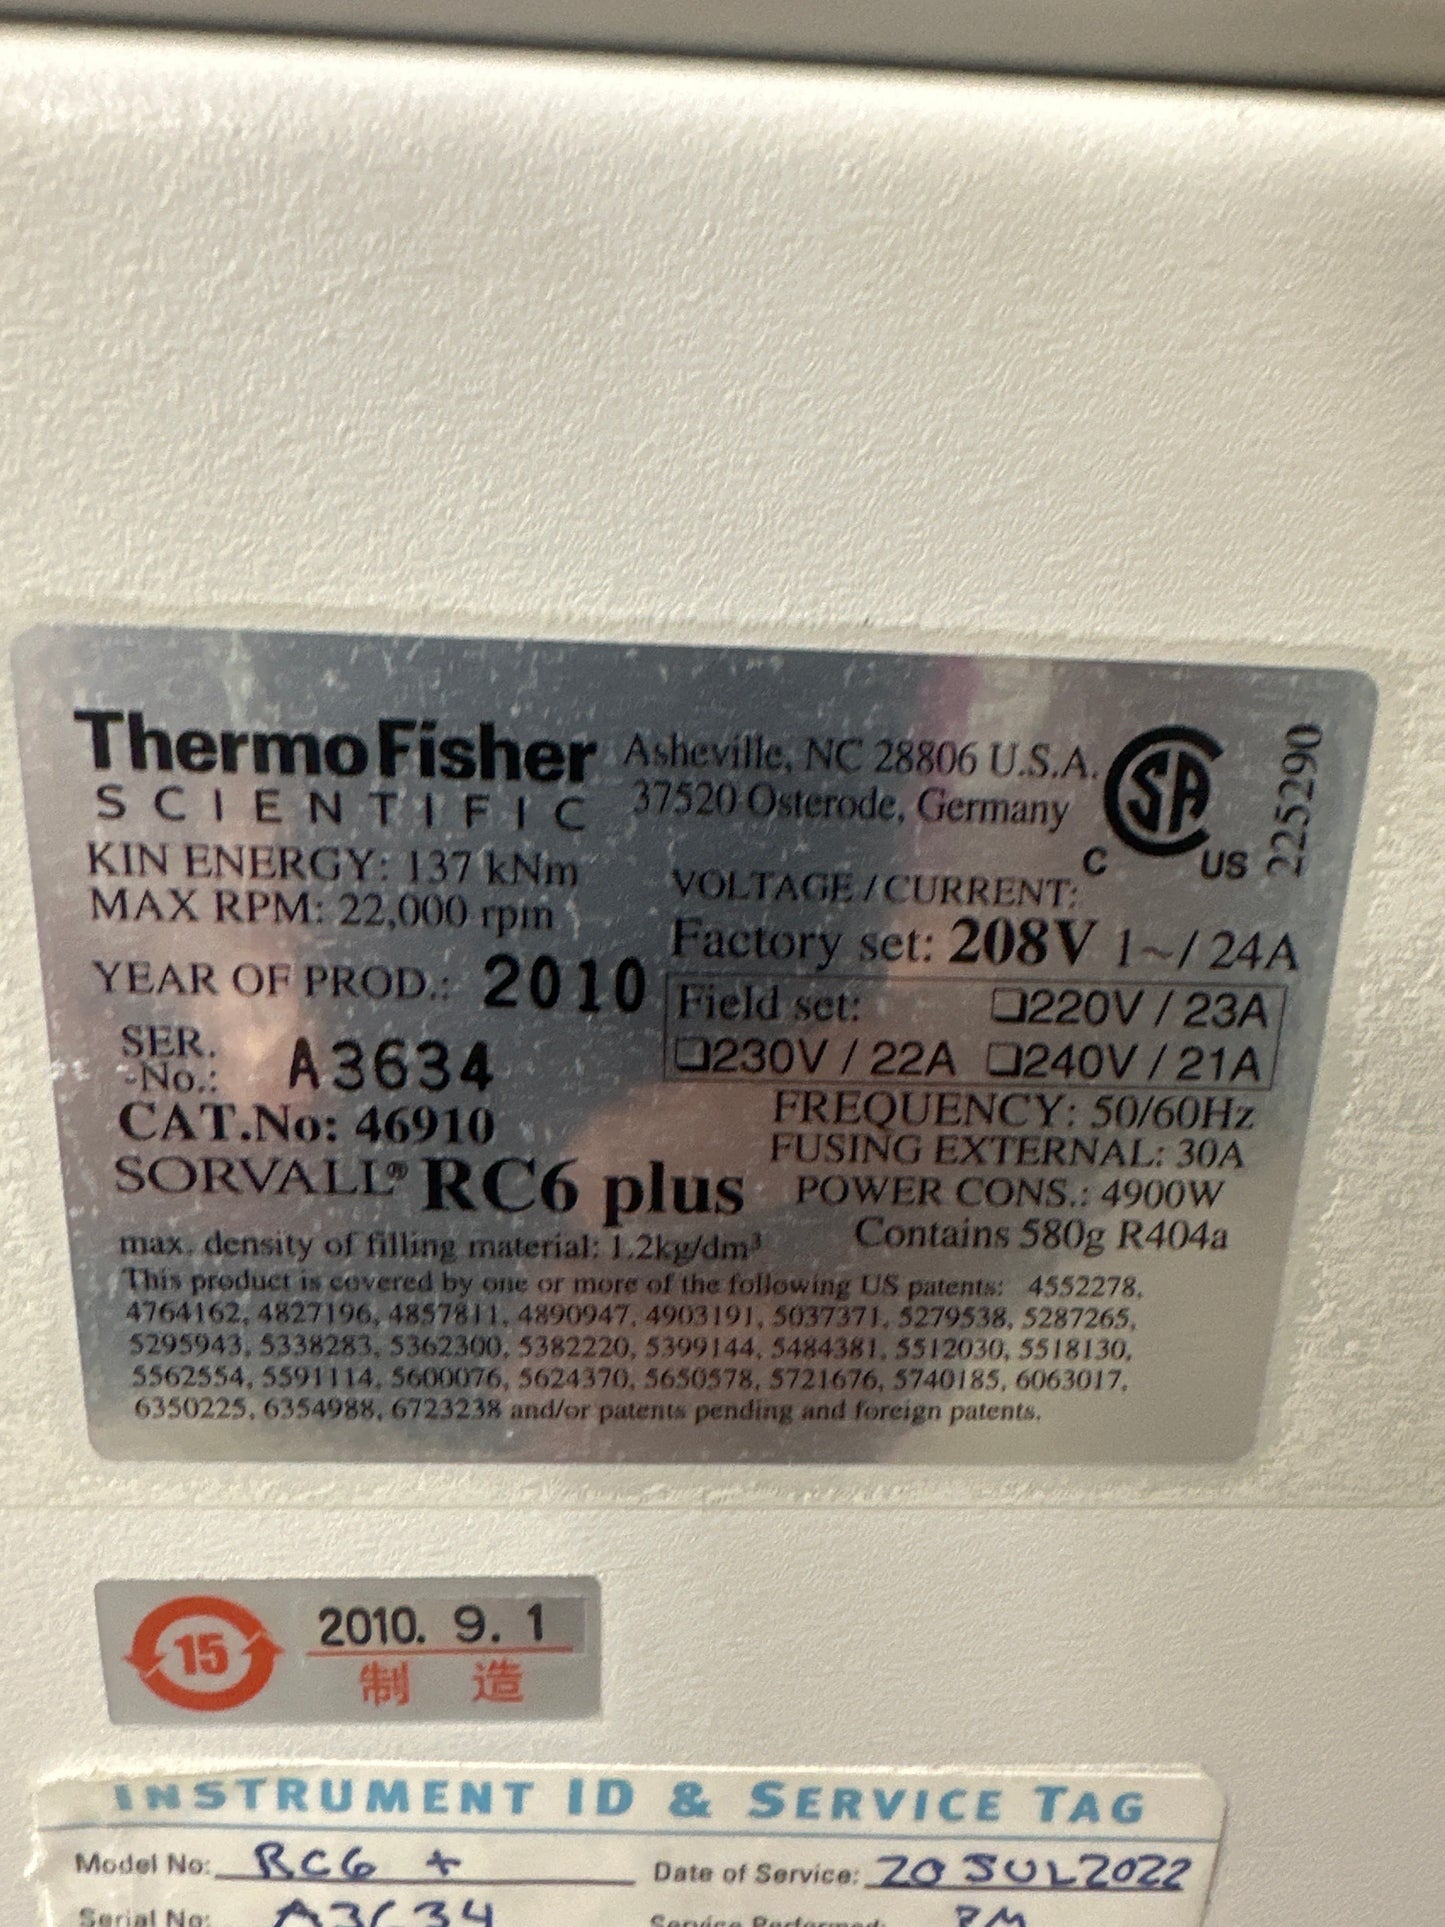 ThermoFisher
SCIENTIFIC
Asheville, NC 28806 U.S.A.
37520 Osterode, Germany
SA
C US
225290
KIN ENERGY: 137 kNm
MAX RPM: 22,000 rpm
YEAR OF PROD.: 2010
SER.
-No.: A3634
CAT.No: 46910
SORVALL® RC6 plus
max. density of filling material: 1.2kg/dm³
VOLTAGE/CURRENT:
Factory set: 208V 1~/ 24A
Field set: ❏220V / 23A
❏230V / 22A ❏240V / 21A
FREQUENCY: 50/60Hz
FUSING EXTERNAL: 30A
POWER CONS.: 4900W
Contains 580g R404a
This product is covered by one or more of the following US patents: 4552278,
4764162, 4827196, 4857811, 4890947, 4903191, 5037371, 5279538, 5287265,
5295943, 5338283, 5362300, 5382220, 5399144, 5484381, 5512030, 5518130,
5562554, 5591114, 5600076, 5624370, 5650578, 5721676, 5740185, 6063017,
6350225, 6354988, 6723238 and/or patents pending and foreign patents.
15
2010. 9. 1
制 造
INSTRUMENT ID & SERVICE TAG
Model No: RC6 + Date of Service: 20 JUL 2022
Serial No: A3634 Service Performed: PM